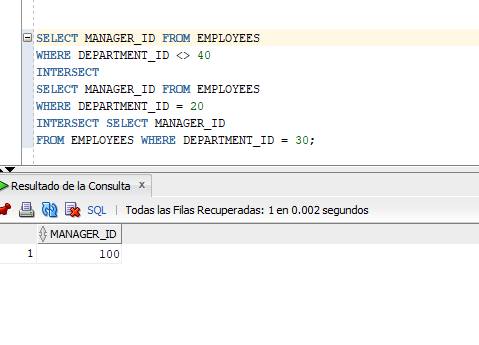 SELECT MANAGER_ID FROM EMPLOYEES
WHERE DEPARTMENT_ID <> 40
INTERSECT
SELECT MANAGER_ID FROM EMPLOYEES
WHERE DEPARTMENT_ID = 20
INTERSECT SELECT MANAGER_ID
FROM EMPLOYEES WHERE DEPARTMENT_ID = 30;
Resultado de la Consulta x
SQL | Todas las Filas Recuperadas: 1 en 0.002 segundos
MANAGER_ID
1 100